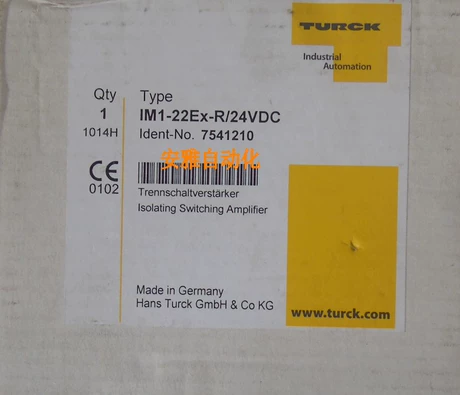 TURCK
Industrial
Automation
Qty
1
1014H
Type
IM1-22Ex-R/24VDC
Ident-No. 7541210
安雅自动化
CE
0102
Trennschaltverstärker
Isolating Switching Amplifier
Made in Germany
Hans Turck GmbH & Co KG
www.turck.com